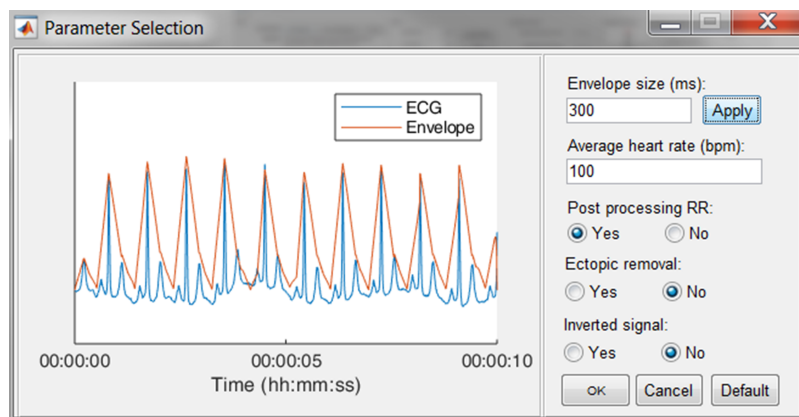 Parameter Selection
ECG
Envelope
00:00:00
00:00:05
00:00:10
Time (hh:mm:ss)
Envelope size (ms):
300
Apply
Average heart rate (bpm):
100
Post processing RR:
Yes
No
Ectopic removal:
Yes
No
Inverted signal:
Yes
No
OK
Cancel
Default